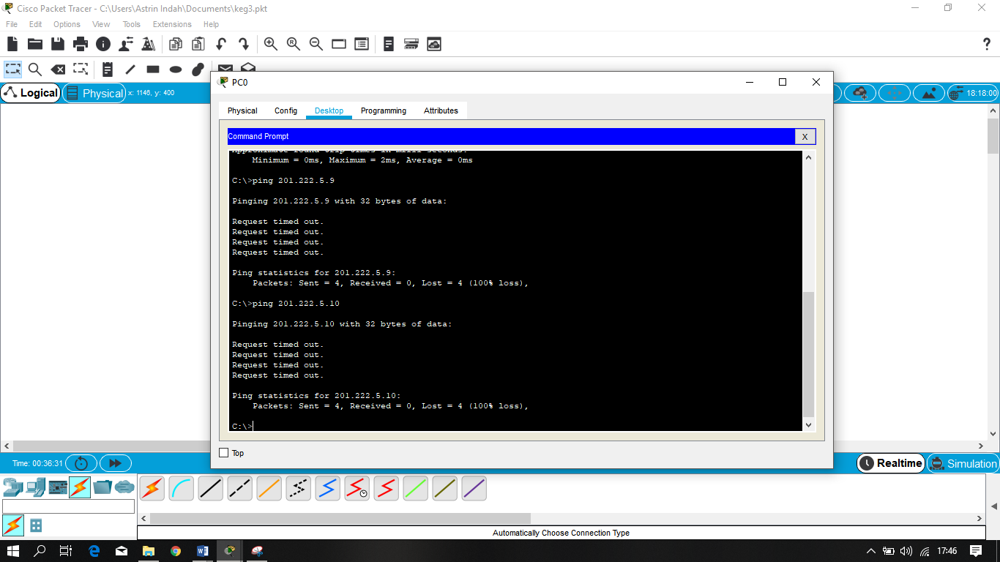 Cisco Packet Tracer - C:\Users\Astrin Indah\Documents\keg3.pkt
File Edit Options View Tools Extensions Help
?
Logical Physical x: 1146, y: 400 18:18:00
PC0
Physical Config Desktop Programming Attributes
Command Prompt X
Approximate round trip times in milli-seconds:
Minimum = 0ms, Maximum = 2ms, Average = 0ms
C:\>ping 201.222.5.9
Pinging 201.222.5.9 with 32 bytes of data:
Request timed out.
Request timed out.
Request timed out.
Request timed out.
Ping statistics for 201.222.5.9:
Packets: Sent = 4, Received = 0, Lost = 4 (100% loss),
C:\>ping 201.222.5.10
Pinging 201.222.5.10 with 32 bytes of data:
Request timed out.
Request timed out.
Request timed out.
Request timed out.
Ping statistics for 201.222.5.10:
Packets: Sent = 4, Received = 0, Lost = 4 (100% loss),
C:\>
Top
Time: 00:36:31 Realtime Simulation
Automatically Choose Connection Type
17:46